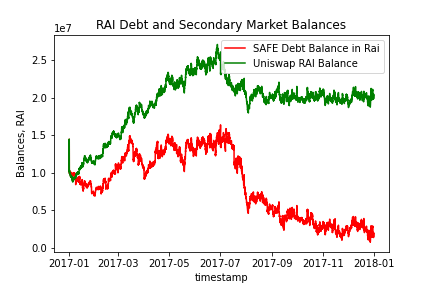 RAI Debt and Secondary Market Balances
1e7
SAFE Debt Balance in Rai
Uniswap RAI Balance
Balances, RAI
2.5
2.0
1.5
1.0
0.5
0.0
2017-01 2017-03 2017-05 2017-07 2017-09 2017-11 2018-01
timestamp